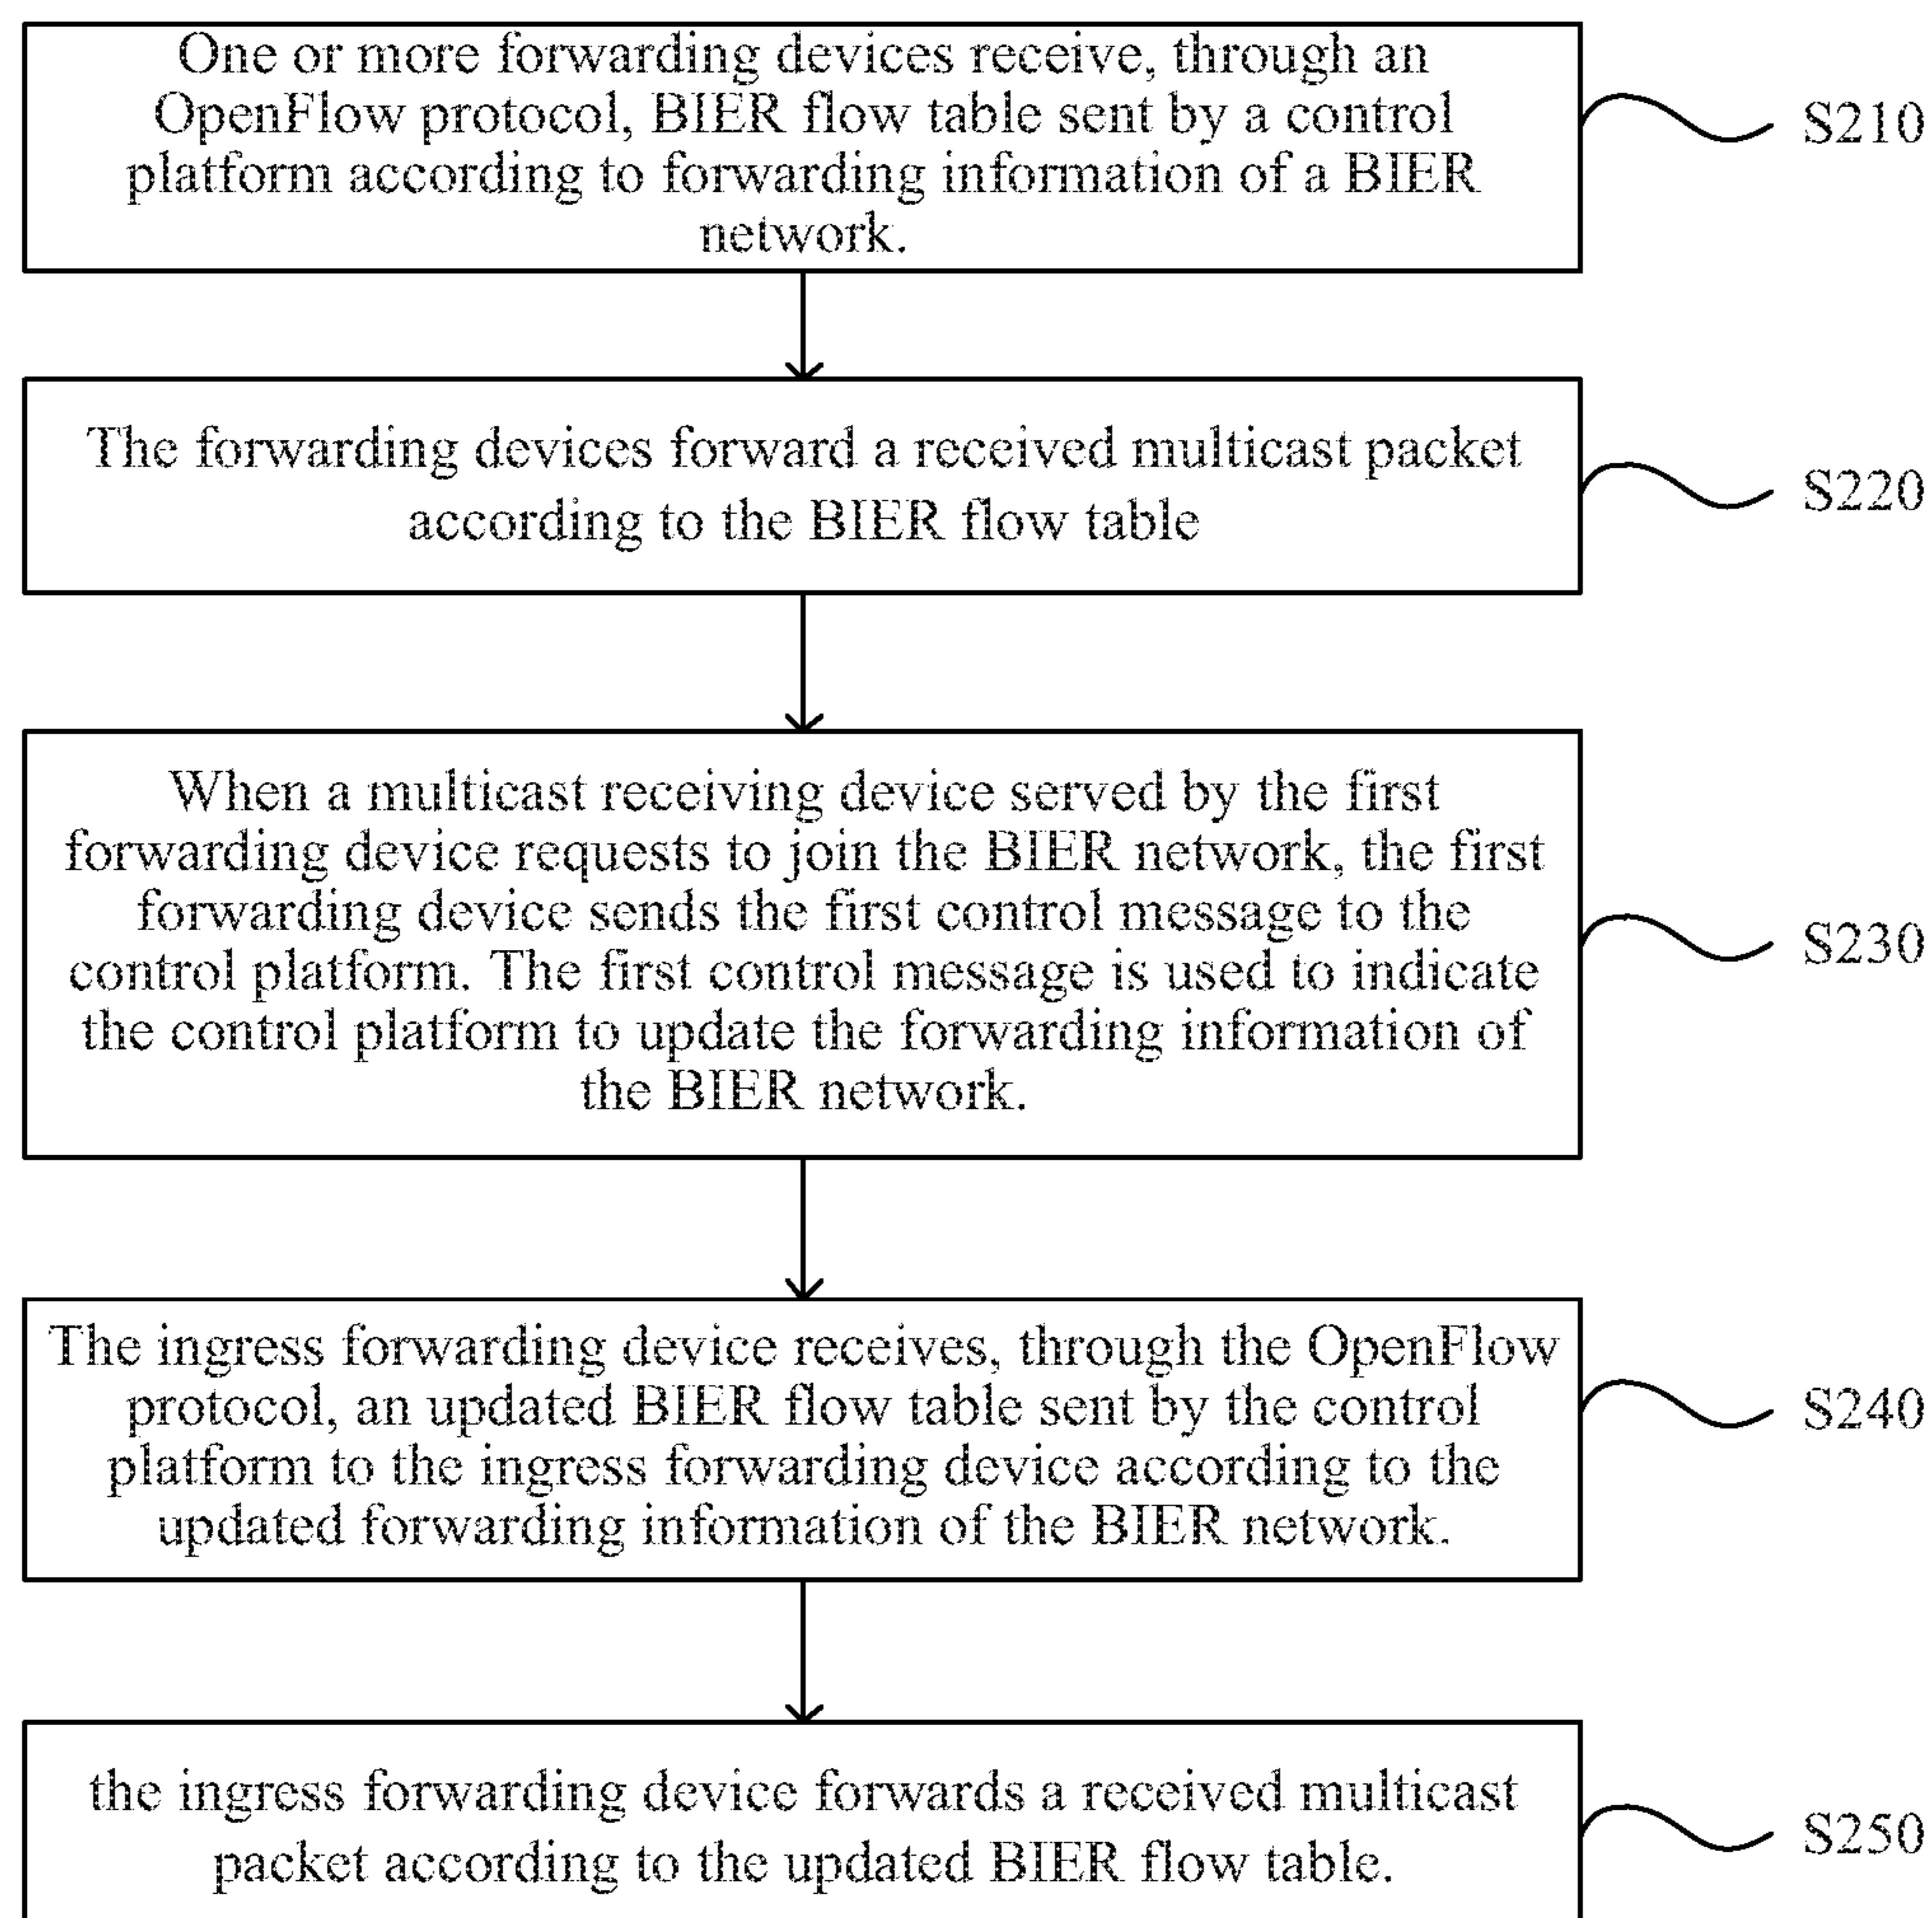 One or more forwarding devices receive, through an
OpenFlow protocol, BIER flow table sent by a control
platform according to forwarding information of a BIER
network.
S210
The forwarding devices forward a received multicast packet
according to the BIER flow table
S220
When a multicast receiving device served by the first
forwarding device requests to join the BIER network, the first
forwarding device sends the first control message to the
control platform. The first control message is used to indicate
the control platform to update the forwarding information of
the BIER network.
S230
The ingress forwarding device receives, through the OpenFlow
protocol, an updated BIER flow table sent by the control
platform to the ingress forwarding device according to the
updated forwarding information of the BIER network.
S240
the ingress forwarding device forwards a received multicast
packet according to the updated BIER flow table.
S250